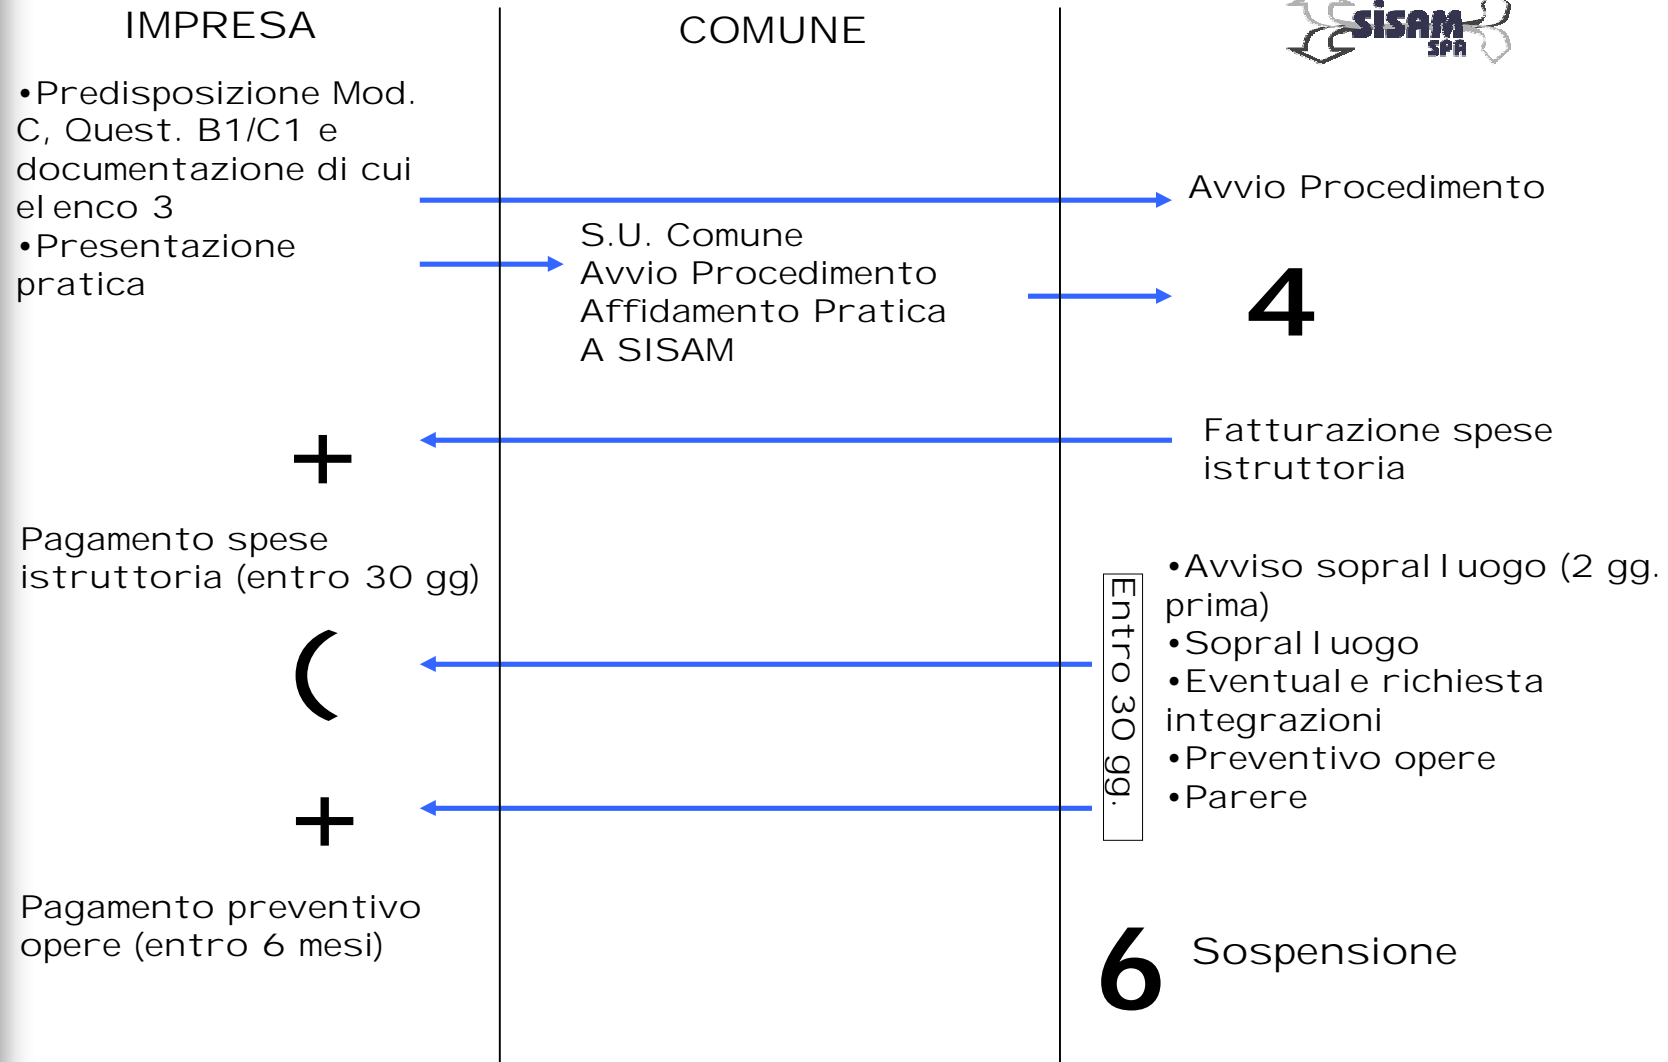 IMPRESA
COMUNE
SISAM
SPA
•Predisposizione Mod.
C, Quest. B1/C1 e
documentazione di cui
elenco 3
•Presentazione
pratica
Avvio Procedimento
S.U. Comune
Avvio Procedimento
Affidamento Pratica
A SISAM
4
Fatturazione spese
istruttoria
+
Pagamento spese
istruttoria (entro 30 gg)
Entro 30 gg.
•Avviso sopralluogo (2 gg.
prima)
•Sopralluogo
•Eventuale richiesta
integrazioni
•Preventivo opere
•Parere
(
+
Pagamento preventivo
opere (entro 6 mesi)
6
Sospensione